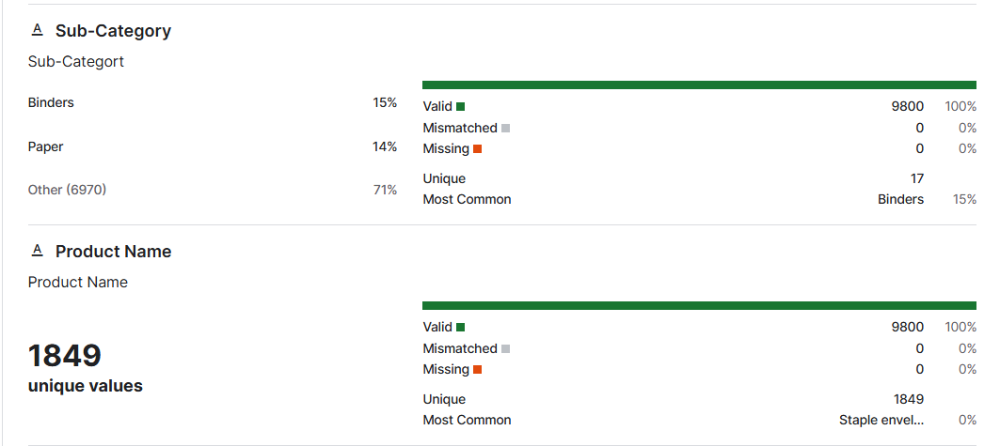 A Sub-Category
Sub-Categort
Binders 15%
Paper 14%
Other (6970) 71%
Valid 9800 100%
Mismatched 0 0%
Missing 0 0%
Unique 17
Most Common Binders 15%
A Product Name
Product Name
1849
unique values
Valid 9800 100%
Mismatched 0 0%
Missing 0 0%
Unique 1849
Most Common Staple envel... 0%